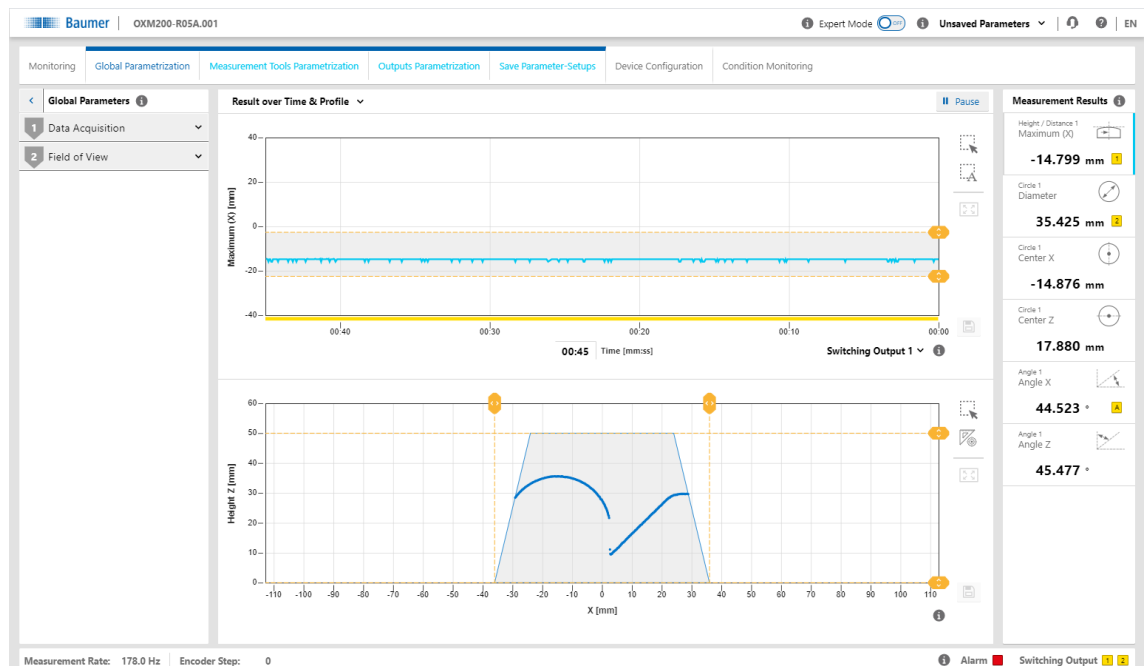 Baumer OXM200-R05A.001 Expert Mode OFF Unsaved Parameters EN
Monitoring Global Parametrization Measurement Tools Parametrization Outputs Parametrization Save Parameter-Setups Device Configuration Condition Monitoring
Global Parameters
1 Data Acquisition
2 Field of View
Result over Time & Profile
Pause
Maximum (X) [mm]
40
20
0
-20
-40
00:40 00:30 00:20 00:10 00:00
00:45 Time [mm:ss]
Switching Output 1
Height Z [mm]
60
50
40
30
20
10
0
-110 -100 -90 -80 -70 -60 -50 -40 -30 -20 -10 0 10 20 30 40 50 60 70 80 90 100 110
X [mm]
Measurement Results
Height / Distance 1
Maximum (X)
-14.799 mm 1
Circle 1
Diameter
35.425 mm 2
Circle 1
Center X
-14.876 mm
Circle 1
Center Z
17.880 mm
Angle 1
Angle X
44.523 ° A
Angle 1
Angle Z
45.477 °
Measurement Rate: 178.0 Hz Encoder Step: 0 Alarm Switching Output 1 2